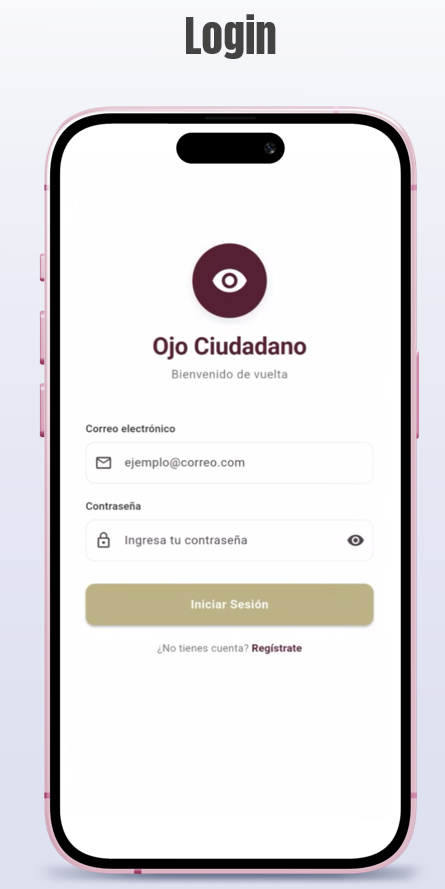 Login
Ojo Ciudadano
Bienvenido de vuelta
Correo electrónico
ejemplo@correo.com
Contraseña
Ingresa tu contraseña
Iniciar Sesión
¿No tienes cuenta? Regístrate